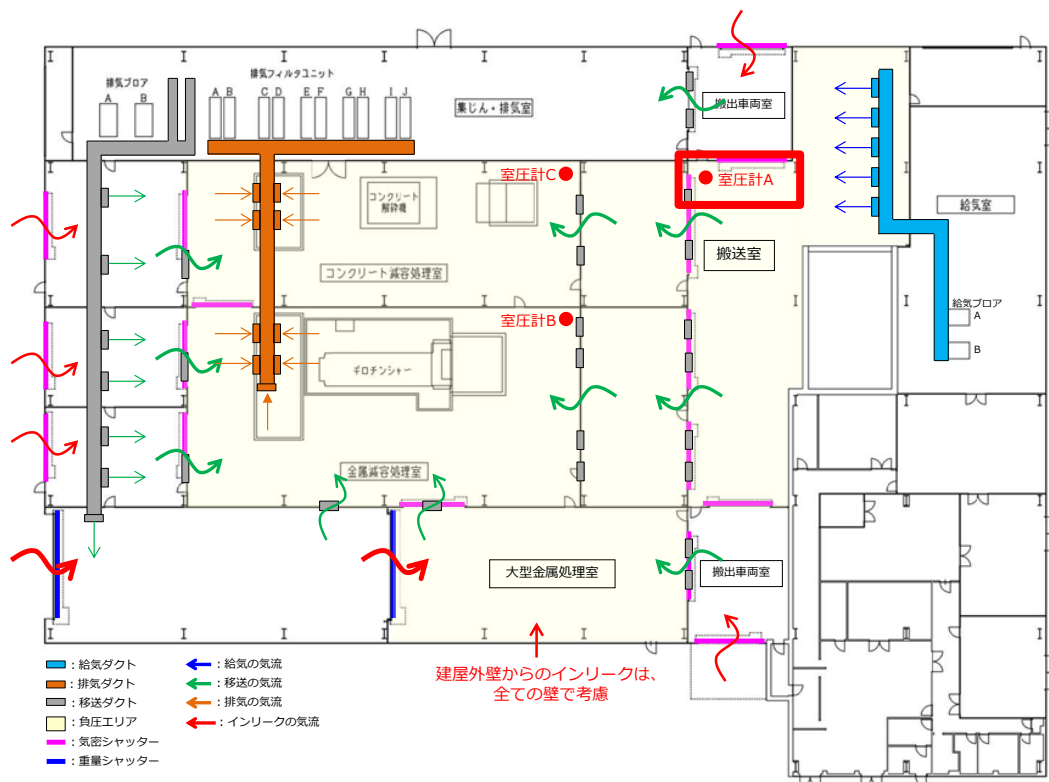 排気ブロア
A
B
排気フィルタユニット
A B
C D
E F
G H
I J
集じん・排気室
搬出車両室
室圧計C
室圧計A
コンクリート
解砕機
給気室
コンクリート減容処理室
搬送室
給気ブロア
A
B
室圧計B
ギロチンシャー
金属減容処理室
大型金属処理室
搬出車両室
建屋外壁からのインリークは、
全ての壁で考慮
：給気ダクト
：排気ダクト
：移送ダクト
：負圧エリア
：気密シャッター
：重量シャッター
：給気の気流
：移送の気流
：排気の気流
：インリークの気流